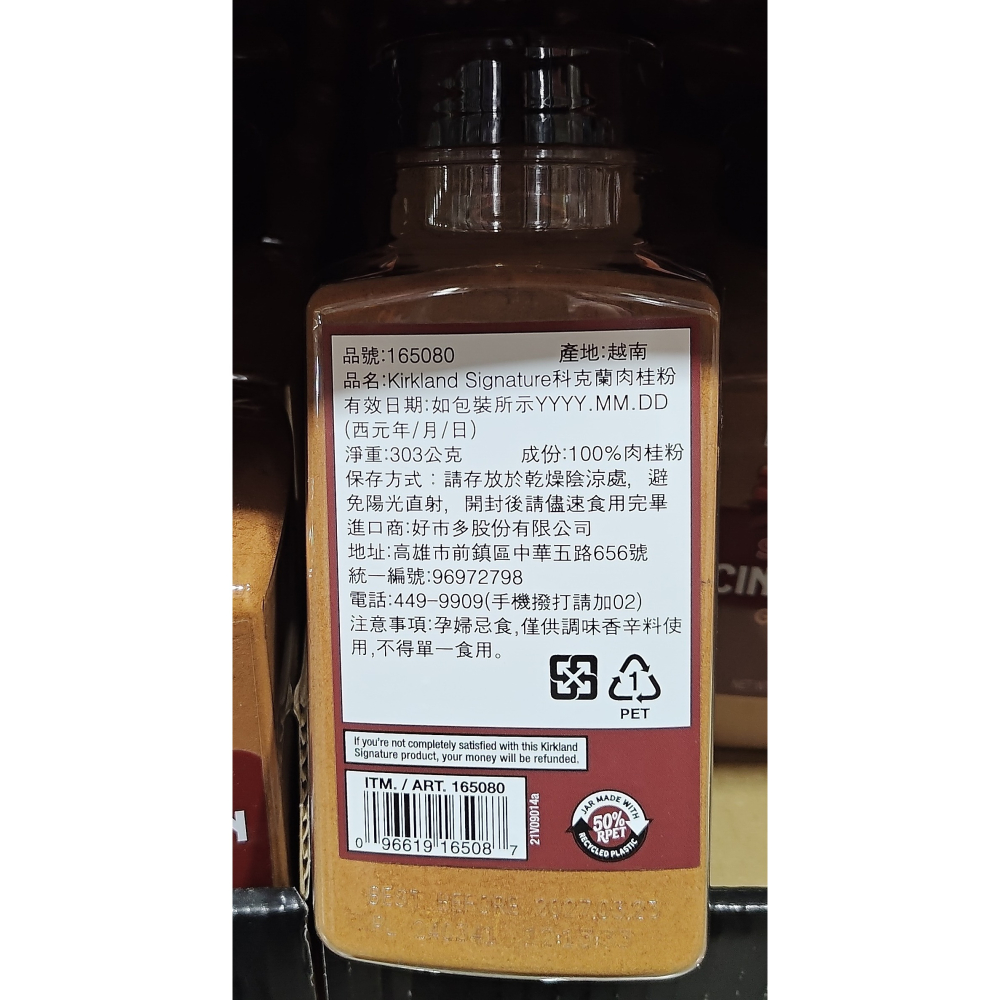 品號:165080 產地:越南
品名:Kirkland Signature科克蘭肉桂粉
有效日期:如包裝所示YYYY.MM.DD
(西元年/月/日)
淨重:303公克 成份:100%肉桂粉
保存方式：請存放於乾燥陰涼處，避
免陽光直射，開封後請儘速食用完畢
進口商:好市多股份有限公司
地址:高雄市前鎮區中華五路656號
統一編號:96972798
電話:449-9909(手機撥打請加02)
注意事項:孕婦忌食,僅供調味香辛料使
用,不得單一食用。
1
PET
If you're not completely satisfied with this Kirkland
Signature product, your money will be refunded.
ITM. / ART. 165080
0 96619 16508 7
21V09014a
JAR MADE WITH
50%
RPET
RECYCLED PLASTIC
CIN
BEST BEFORE